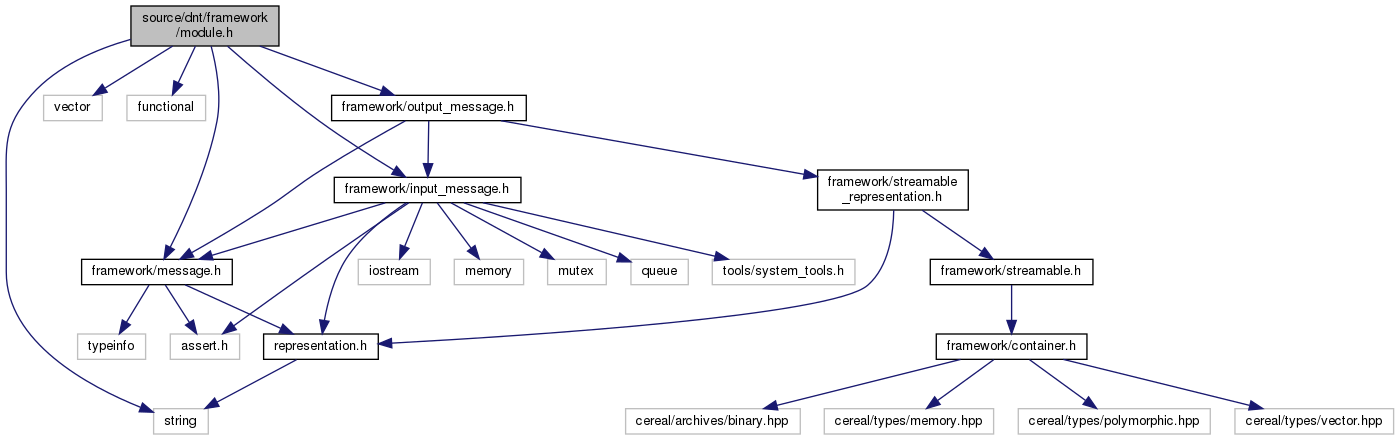 source/dnt/framework
/module.h
vector
functional
framework/output_message.h
framework/input_message.h
framework/streamable
_representation.h
framework/message.h
iostream
memory
mutex
queue
tools/system_tools.h
framework/streamable.h
typeinfo
assert.h
representation.h
framework/container.h
string
cereal/archives/binary.hpp
cereal/types/memory.hpp
cereal/types/polymorphic.hpp
cereal/types/vector.hpp